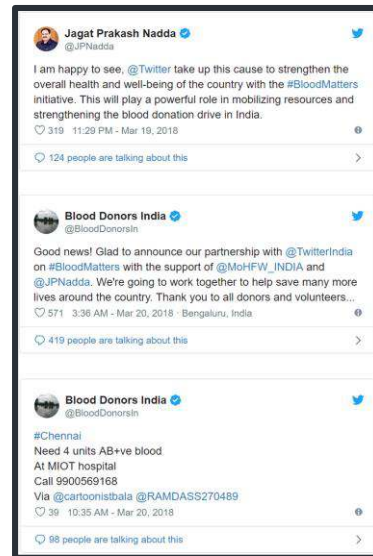 Jagat Prakash Nadda
@JPNadda
I am happy to see, @Twitter take up this cause to strengthen the
overall health and well-being of the country with the #BloodMatters
initiative. This will play a powerful role in mobilizing resources and
strengthening the blood donation drive in India.
319 11:29 PM - Mar 19, 2018
124 people are talking about this
Blood Donors India
@BloodDonorsIn
Good news! Glad to announce our partnership with @TwitterIndia
on #BloodMatters with the support of @MoHFW_INDIA and
@JPNadda. We're going to work together to help save many more
lives around the country. Thank you to all donors and volunteers...
571 3:36 AM - Mar 20, 2018 · Bengaluru, India
419 people are talking about this
Blood Donors India
@BloodDonorsIn
#Chennai
Need 4 units AB+ve blood
At MIOT hospital
Call 9900569168
Via @cartoonistbala @RAMDASS270489
39 10:35 AM - Mar 20, 2018
98 people are talking about this